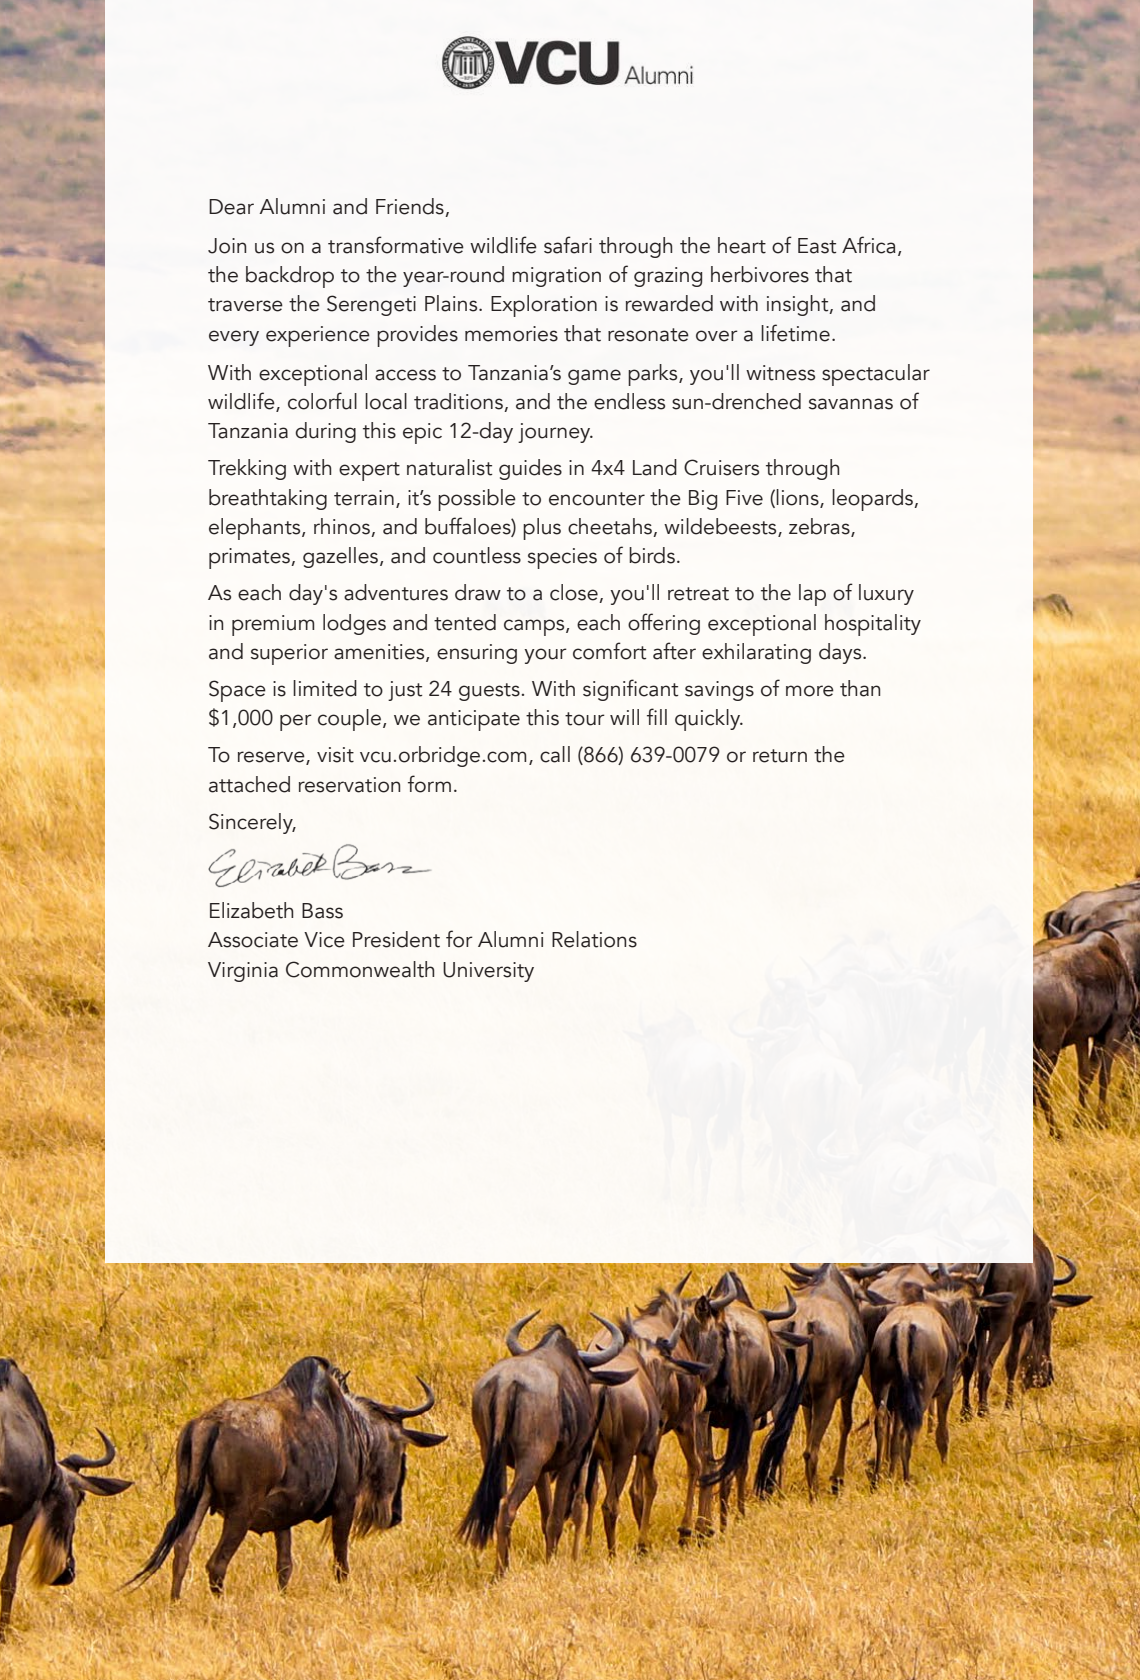 VCU Alumni
Dear Alumni and Friends,
Join us on a transformative wildlife safari through the heart of East Africa,
the backdrop to the year-round migration of grazing herbivores that
traverse the Serengeti Plains. Exploration is rewarded with insight, and
every experience provides memories that resonate over a lifetime.
With exceptional access to Tanzania’s game parks, you'll witness spectacular
wildlife, colorful local traditions, and the endless sun-drenched savannas of
Tanzania during this epic 12-day journey.
Trekking with expert naturalist guides in 4x4 Land Cruisers through
breathtaking terrain, it’s possible to encounter the Big Five (lions, leopards,
elephants, rhinos, and buffaloes) plus cheetahs, wildebeests, zebras,
primates, gazelles, and countless species of birds.
As each day's adventures draw to a close, you'll retreat to the lap of luxury
in premium lodges and tented camps, each offering exceptional hospitality
and superior amenities, ensuring your comfort after exhilarating days.
Space is limited to just 24 guests. With significant savings of more than
$1,000 per couple, we anticipate this tour will fill quickly.
To reserve, visit vcu.orbridge.com, call (866) 639-0079 or return the
attached reservation form.
Sincerely,
Elizabeth Bass
Elizabeth Bass
Associate Vice President for Alumni Relations
Virginia Commonwealth University